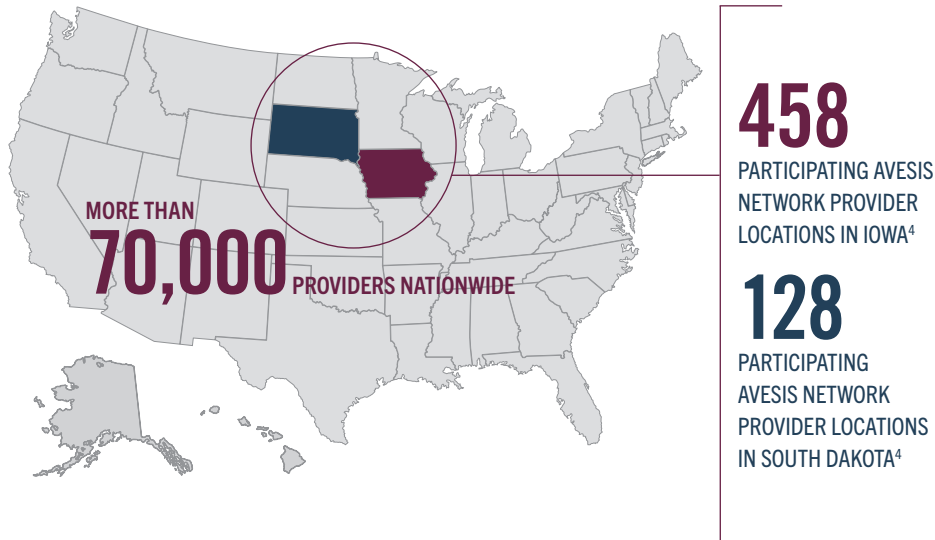 MORE THAN
70,000 PROVIDERS NATIONWIDE
458
PARTICIPATING AVESIS
NETWORK PROVIDER
LOCATIONS IN IOWA⁴
128
PARTICIPATING
AVESIS NETWORK
PROVIDER LOCATIONS
IN SOUTH DAKOTA⁴